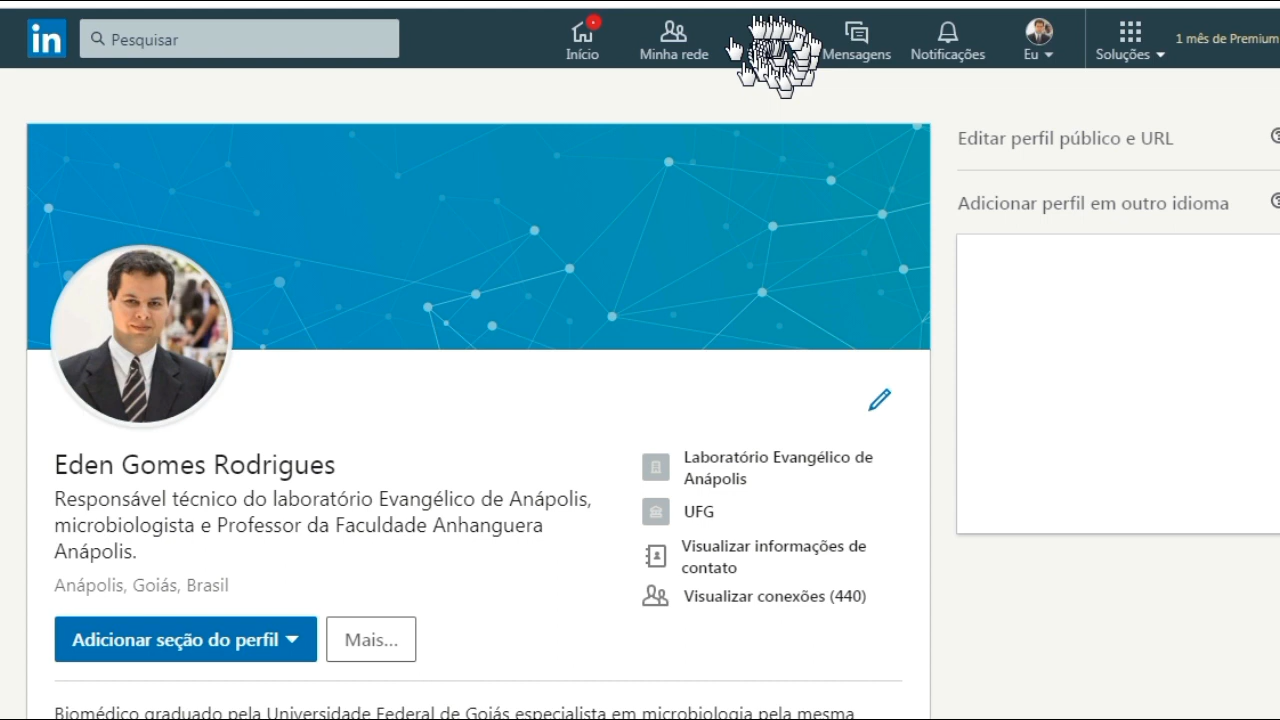 in
Pesquisar
Início
Minha rede
Mensagens
Notificações
Eu
Soluções
1 mês de Premium
Editar perfil público e URL
Adicionar perfil em outro idioma
Eden Gomes Rodrigues
Responsável técnico do laboratório Evangélico de Anápolis,
microbiologista e Professor da Faculdade Anhanguera
Anápolis.
Anápolis, Goiás, Brasil
Laboratório Evangélico de
Anápolis
UFG
Visualizar informações de
contato
Visualizar conexões (440)
Adicionar seção do perfil
Mais...
Biomédico graduado pela Universidade Federal de Goiás especialista em microbiologia pela mesma